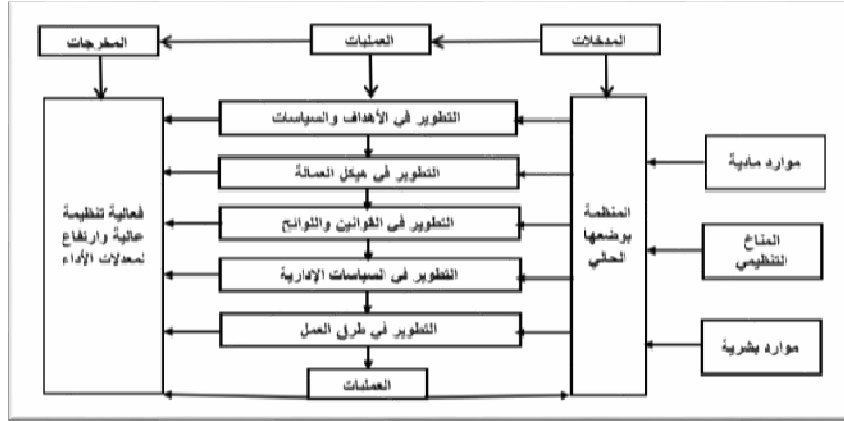 المدخلات
العمليات
المخرجات
موارد مادية
المناخ
التنظيمي
موارد بشرية
المنظمة
بوضعها
الحالي
التطوير في الأهداف والسياسات
التطوير في هيكل العمالة
التطوير في القوانين واللوائح
التطوير في السياسات الإدارية
التطوير في طرق العمل
العمليات
فعالية تنظيمة
عالية وارتفاع
لمعدلات الأداء